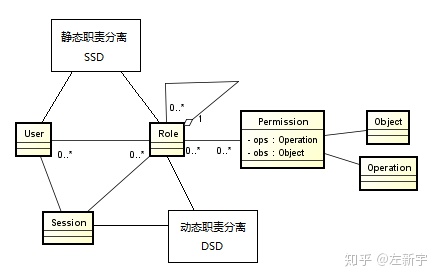 静态职责分离
SSD
0..*
1
User
Role
Permission
- ops : Operation
- obs : Object
Object
Operation
0..*
0..*
0..*
0..*
Session
动态职责分离
DSD
知乎 @左新宇